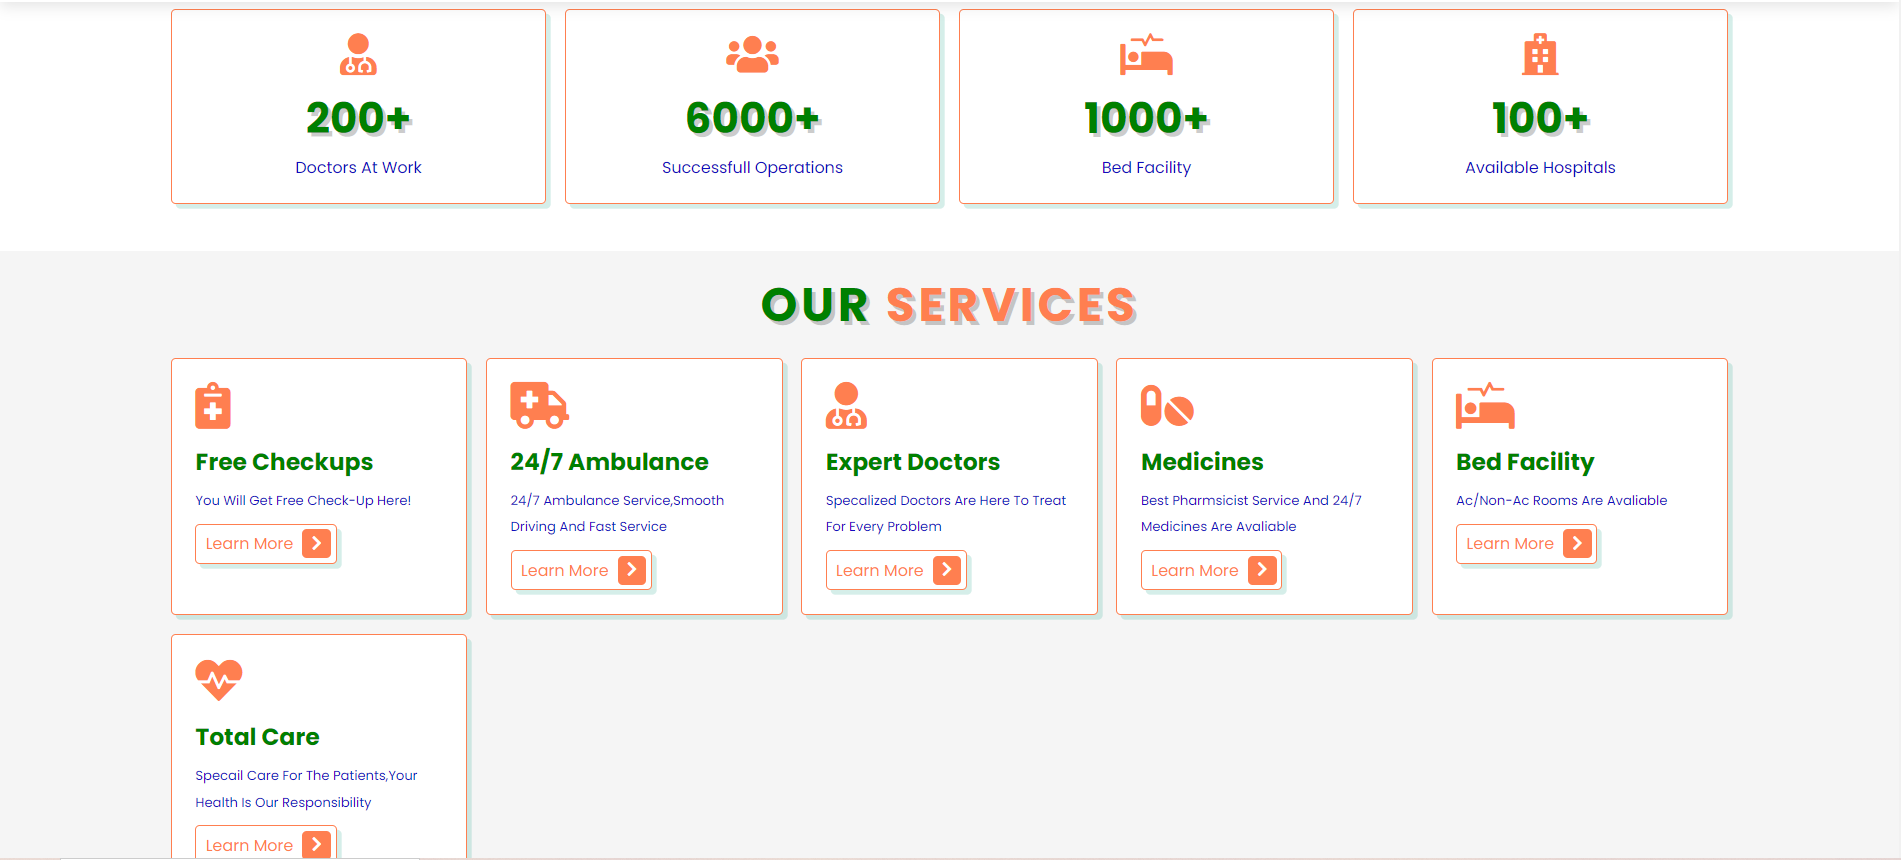 200+
Doctors At Work
6000+
Successfull Operations
1000+
Bed Facility
100+
Available Hospitals
OUR SERVICES
Free Checkups
You Will Get Free Check-Up Here!
Learn More
24/7 Ambulance
24/7 Ambulance Service,Smooth
Driving And Fast Service
Learn More
Expert Doctors
Specalized Doctors Are Here To Treat
For Every Problem
Learn More
Medicines
Best Pharmsicist Service And 24/7
Medicines Are Avaliable
Learn More
Bed Facility
Ac/Non-Ac Rooms Are Avaliable
Learn More
Total Care
Specail Care For The Patients,Your
Health Is Our Responsibility
Learn More